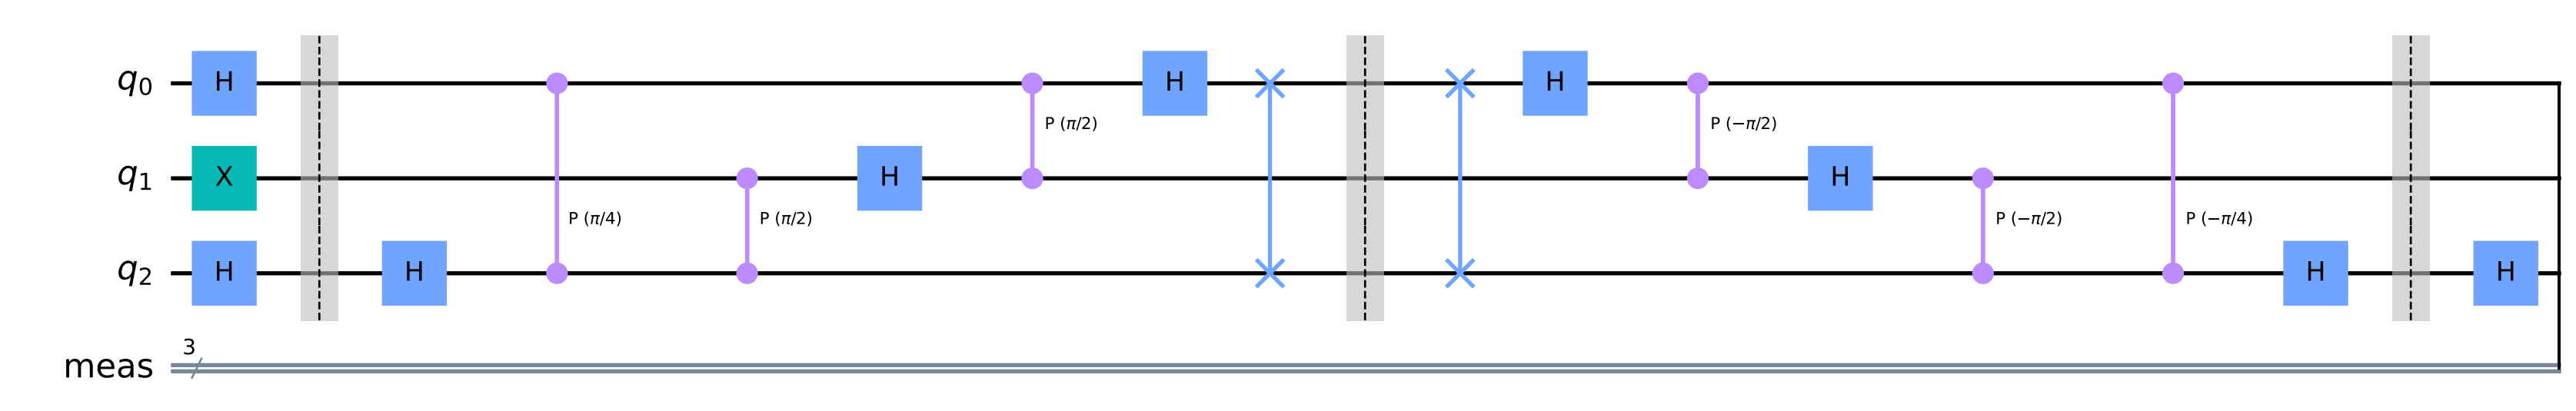 q0 H H H H
P (π/2) P (−π/2)
q1 X H H
P (π/4) P (π/2) P (−π/2) P (−π/4)
q2 H H H H
3
meas